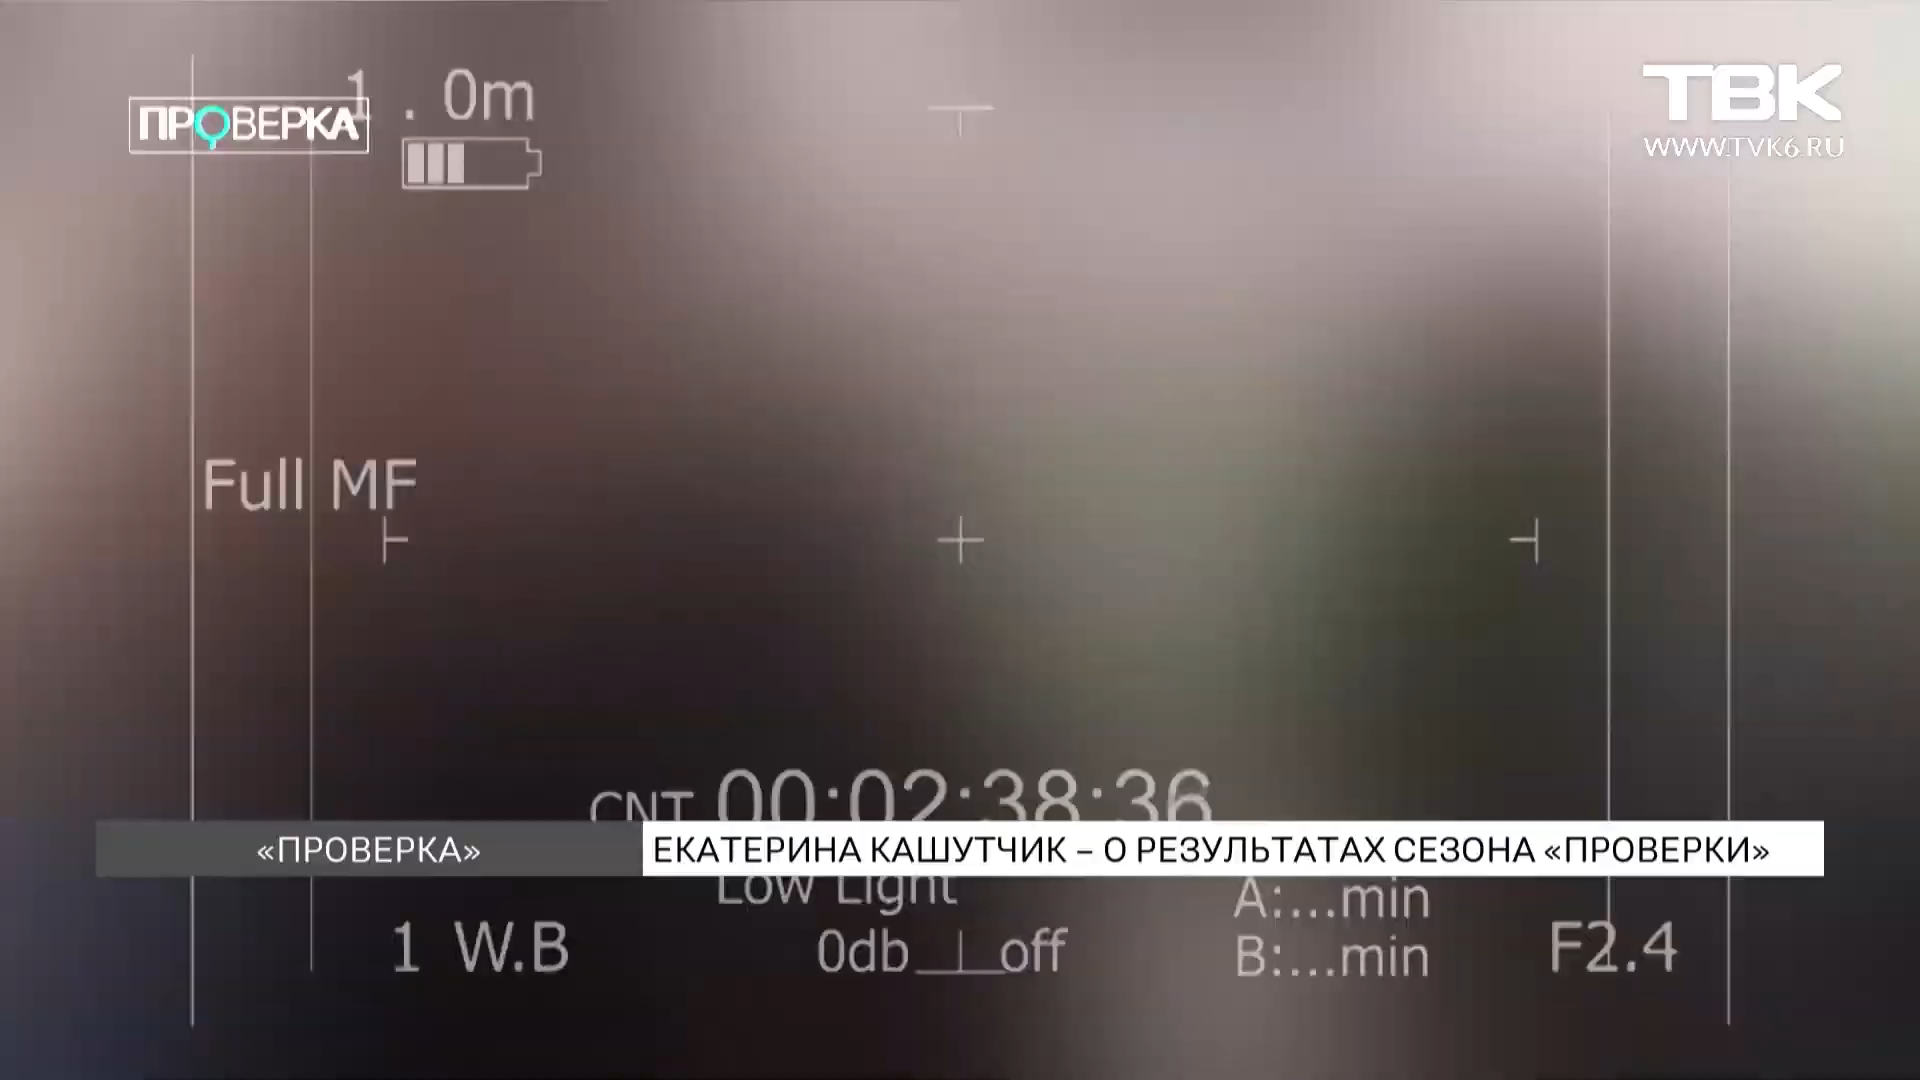 1 . 0m
ПРОВЕРКА
ТВК
WWW.TVK6.RU
Full MF
CNT 00:02:38:36
«ПРОВЕРКА»
ЕКАТЕРИНА КАШУТЧИК – О РЕЗУЛЬТАТАХ СЕЗОНА «ПРОВЕРКИ»
Low Light
A:...min
1 W.B
0db
off
B:...min
F2.4